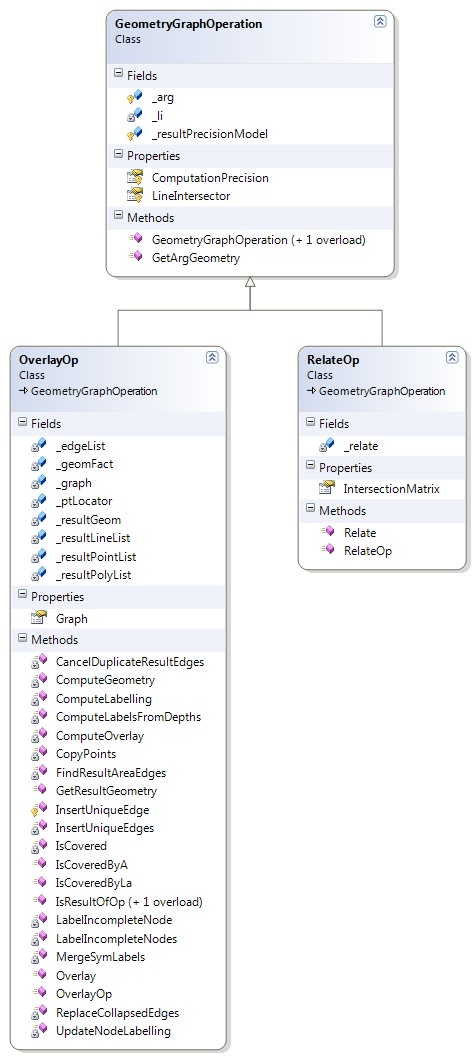 GeometryGraphOperation
Class
Fields
_arg
_li
_resultPrecisionModel
Properties
ComputationPrecision
LineIntersector
Methods
GeometryGraphOperation (+ 1 overload)
GetArgGeometry
OverlayOp
Class
GeometryGraphOperation
Fields
_edgeList
_geomFact
_graph
_ptLocator
_resultGeom
_resultLineList
_resultPointList
_resultPolyList
Properties
Graph
Methods
CancelDuplicateResultEdges
ComputeGeometry
ComputeLabelling
ComputeLabelsFromDepths
ComputeOverlay
CopyPoints
FindResultAreaEdges
GetResultGeometry
InsertUniqueEdge
InsertUniqueEdges
IsCovered
IsCoveredByA
IsCoveredByLa
IsResultOfOp (+ 1 overload)
LabelIncompleteNode
LabelIncompleteNodes
MergeSymLabels
Overlay
OverlayOp
ReplaceCollapsedEdges
UpdateNodeLabelling
RelateOp
Class
GeometryGraphOperation
Fields
_relate
Properties
IntersectionMatrix
Methods
Relate
RelateOp